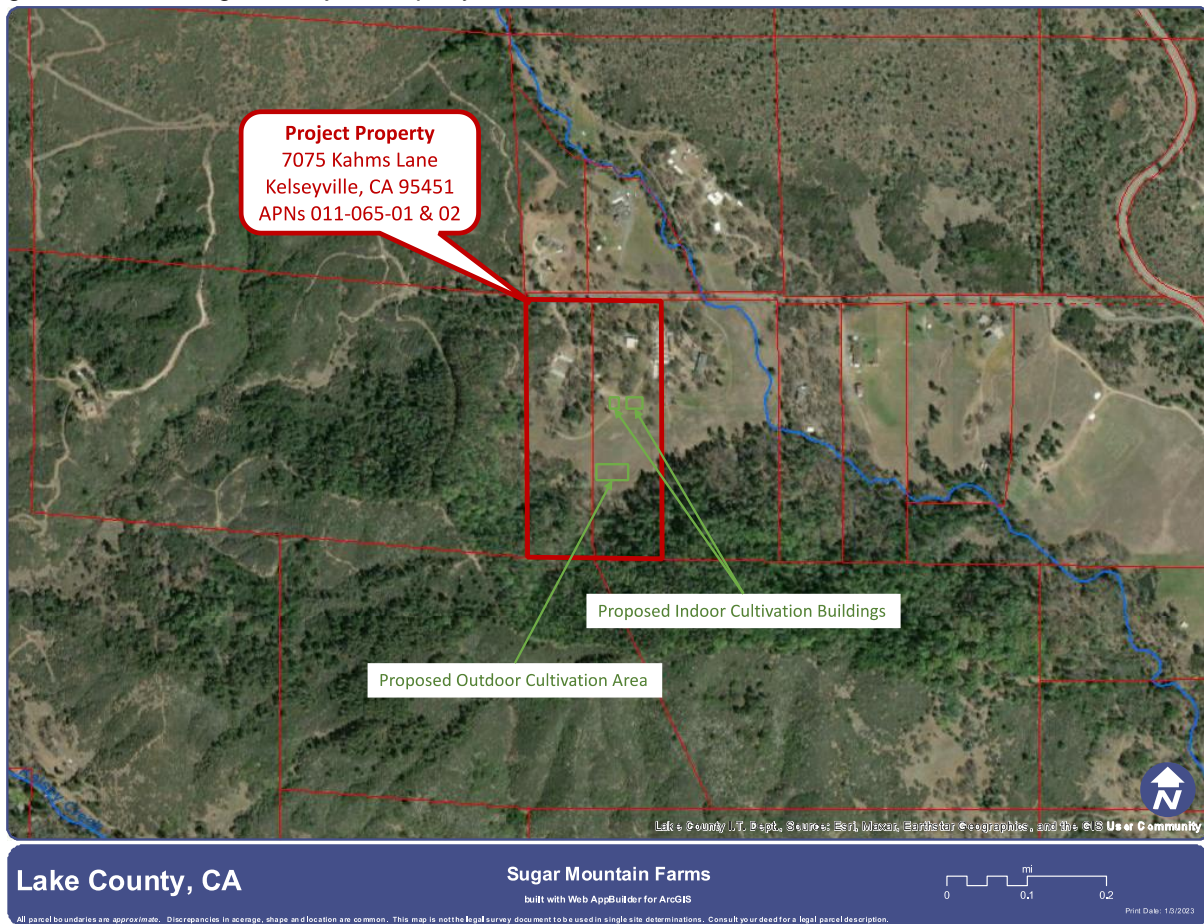 Project Property
7075 Kahms Lane
Kelseyville, CA 95451
APNs 011-065-01 & 02
Proposed Indoor Cultivation Buildings
Proposed Outdoor Cultivation Area
N
Lake County I.T. Dept., Source: Esri, Maxar, Earthstar Geographics, and the GIS User Community
Lake County, CA
Sugar Mountain Farms
built with Web AppBuilder for ArcGIS
mi
0 0.1 0.2
Print Date: 1/3/2023
All parcel boundaries are approximate. Discrepancies in acerage, shape and location are common. This map is not the legal survey document to be used in single site determinations. Consult your deed for a legal parcel description.